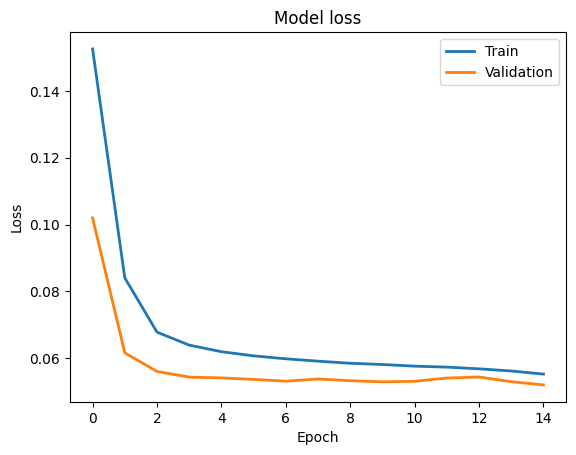 Model loss
Train
Validation
0.14
0.12
0.10
0.08
0.06
Loss
0 2 4 6 8 10 12 14
Epoch